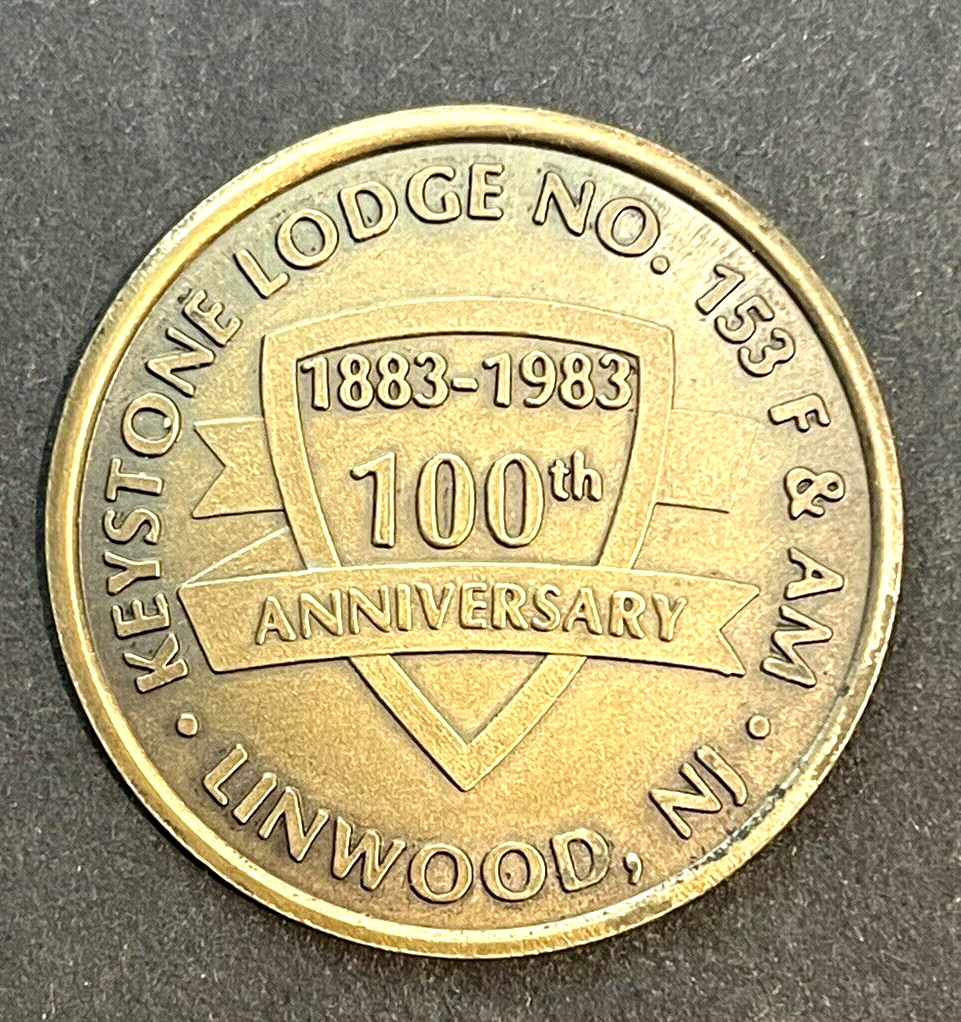 KEYSTONE LODGE NO. 153 F & AM
1883-1983
100th
ANNIVERSARY
· LINWOOD, NJ ·